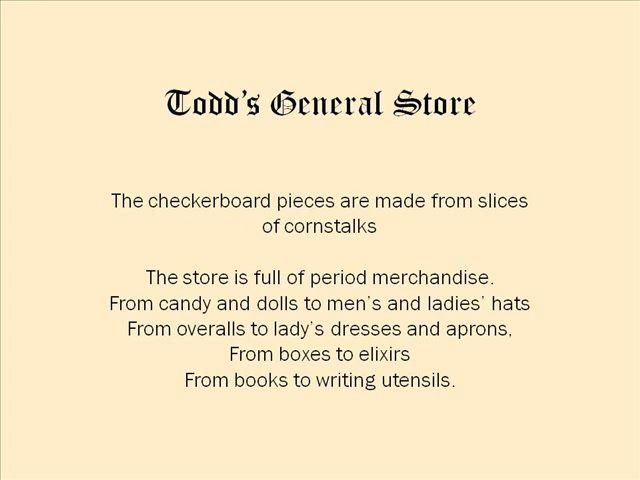 Todd's General Store
The checkerboard pieces are made from slices
of cornstalks
The store is full of period merchandise.
From candy and dolls to men's and ladies' hats
From overalls to lady's dresses and aprons,
From boxes to elixirs
From books to writing utensils.